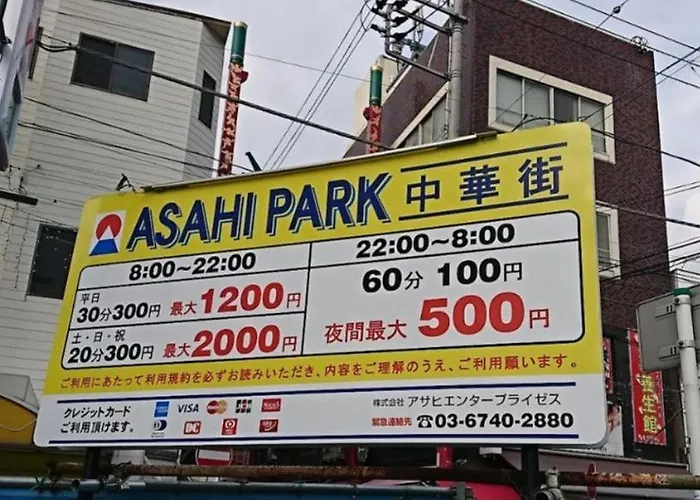 ASAHI PARK 中華街
8:00~22:00
平日
30分300円 最大1200円
土・日・祝
20分300円 最大2000円
22:00~8:00
60分 100円
夜間最大 500円
ご利用にあたって利用規約を必ずお読みいただき、内容をご理解のうえ、ご利用願います。
クレジットカード
ご利用頂けます。
VISA
JCB
DC
株式会社 アサヒエンタープライゼス
緊急連絡先 ☎03-6740-2880
養生館